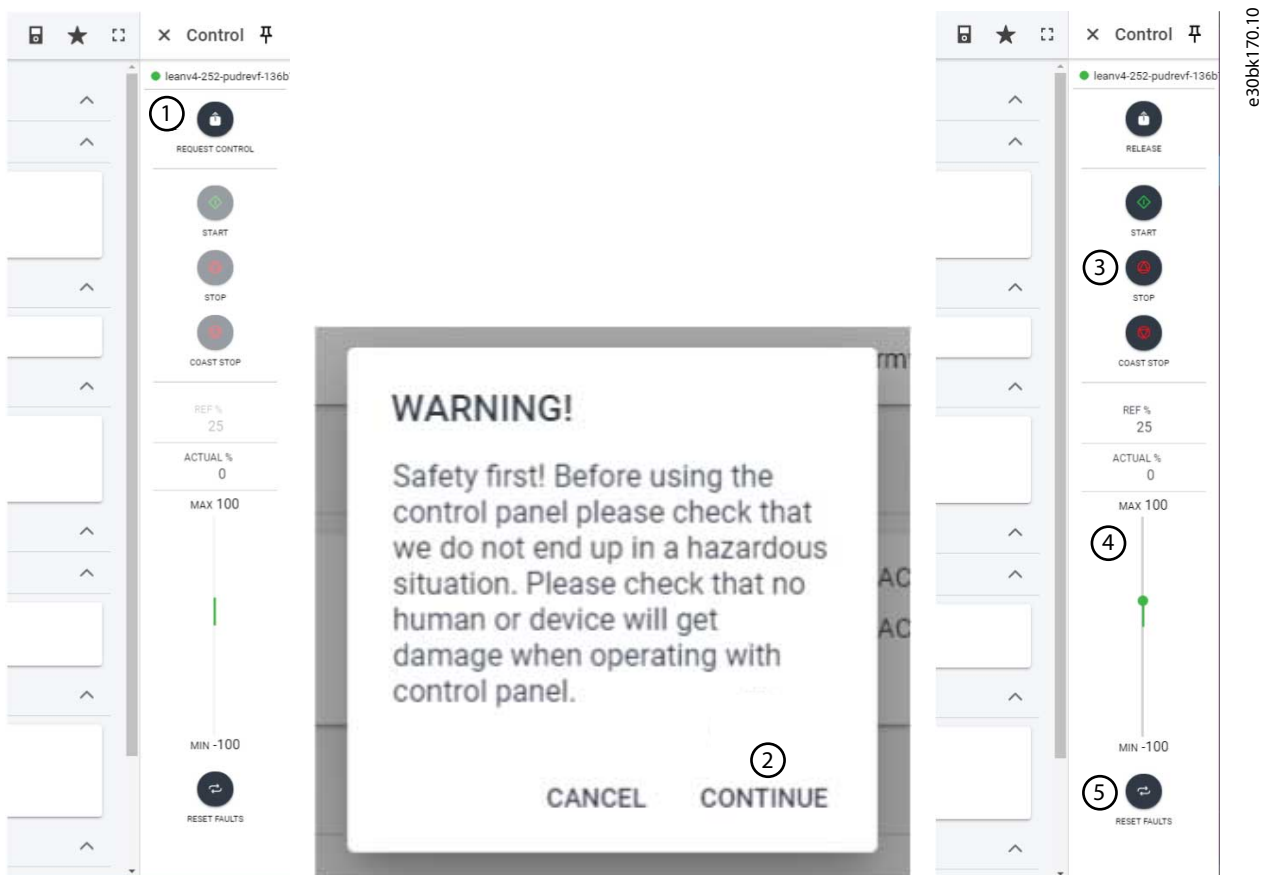 Control
leanv4-252-pudrevf-136b
1
REQUEST CONTROL
START
STOP
COAST STOP
REF %
25
ACTUAL %
0
MAX 100
MIN -100
RESET FAULTS
WARNING!
Safety first! Before using the
control panel please check that
we do not end up in a hazardous
situation. Please check that no
human or device will get
damage when operating with
control panel.
2
CANCEL CONTINUE
rm
AC
AC
Control
leanv4-252-pudrevf-136b
RELEASE
START
3
STOP
COAST STOP
REF %
25
ACTUAL %
0
MAX 100
4
MIN -100
5
RESET FAULTS
e30bk170.10